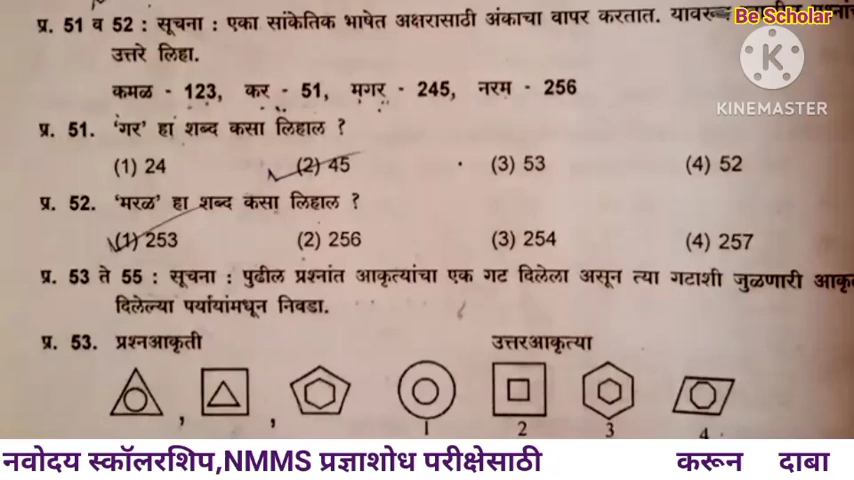 प्र. 51 व 52 : सूचना : एका सांकेतिक भाषेत अक्षरासाठी अंकाचा वापर करतात.
Be Scholar
उत्तरे लिहा.
KINEMASTER
कमळ - 123, कर - 51, मगर - 245, नरम - 256
प्र. 51. 'गर' हा शब्द कसा लिहाल ?
(1) 24 (2) 45 (3) 53 (4) 52
प्र. 52. 'मरळ' हा शब्द कसा लिहाल ?
(1) 253 (2) 256 (3) 254 (4) 257
प्र. 53 ते 55 : सूचना : पुढील प्रश्नांत आकृत्यांचा एक गट दिलेला असून त्या गटाशी जुळणारी
दिलेल्या पर्यायांमधून निवडा.
प्र. 53. प्रश्नआकृती उत्तरआकृत्या
, ,
1 2 3 4
नवोदय स्कॉलरशिप,NMMS प्रज्ञाशोध परीक्षेसाठी करून दाबा